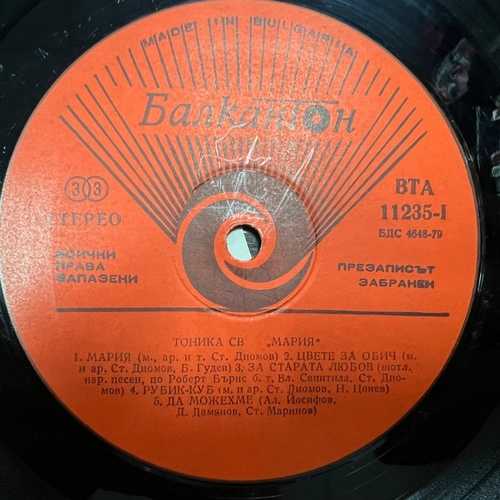 MADE IN BULGARIA
Балкантон
33
СТЕРЕО
ВТА
11235-I
БДС 4648-79
ВСИЧКИ
ПРАВА
ЗАПАЗЕНИ
ПРЕЗАПИСЪТ
ЗАБРАНЕН
ТОНИКА СВ „МАРИЯ"
1. МАРИЯ (м., ар. и т. Ст. Диомов) 2. ЦВЕТЕ ЗА ОБИЧ (м.
и ар. Ст. Диомов, Б. Гудев) 3. ЗА СТАРАТА ЛЮБОВ (шотл.
нар. песен, по Роберт Бърнс б. т. Вл. Свинтила, Ст. Дио-
мов) 4. РУБИК-КУБ (м. и ар. Ст. Диомов, Н. Цонев)
5. ДА МОЖЕХМЕ (Ал. Йосифов,
Д. Дамянов, Ст. Маринов)